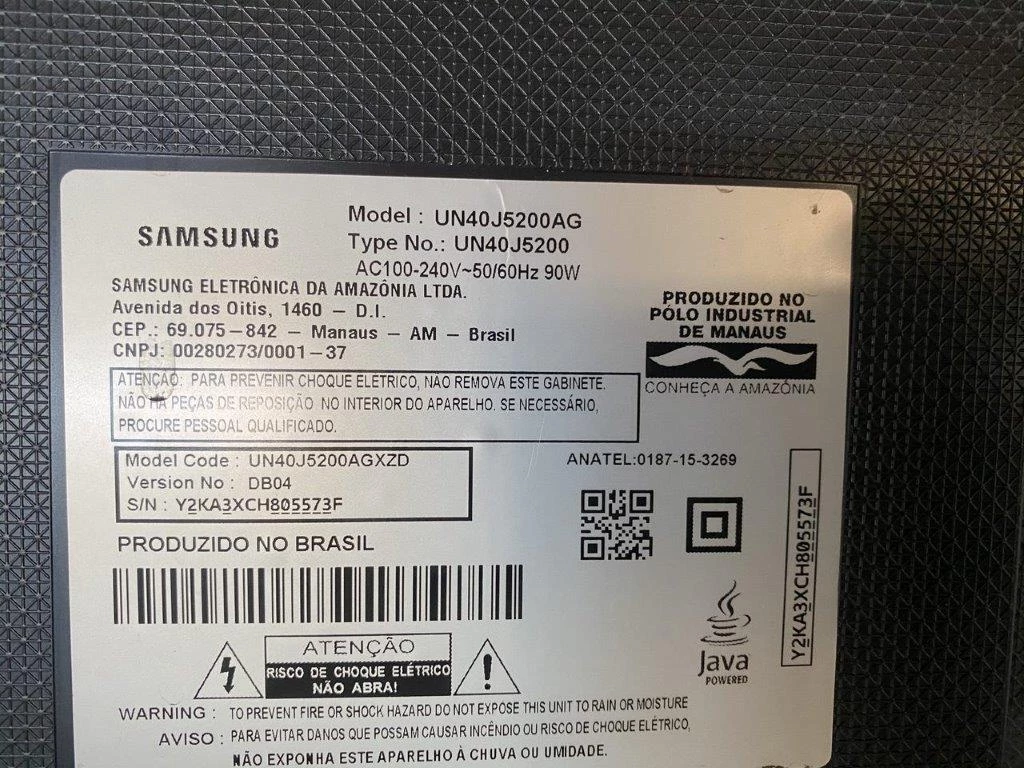 SAMSUNG
Model : UN40J5200AG
Type No.: UN40J5200
AC100-240V~50/60Hz 90W
SAMSUNG ELETRÔNICA DA AMAZÔNIA LTDA.
Avenida dos Oitis, 1460 – D.I.
CEP.: 69.075–842 – Manaus – AM – Brasil
CNPJ: 00280273/0001–37
PRODUZIDO NO
PÓLO INDUSTRIAL
DE MANAUS
CONHEÇA A AMAZÔNIA
ATENÇÃO: PARA PREVENIR CHOQUE ELETRICO, NÃO REMOVA ESTE GABINETE.
NÃO HA PEÇAS DE REPOSIÇÃO NO INTERIOR DO APARELHO. SE NECESSÁRIO,
PROCURE PESSOAL QUALIFICADO.
Model Code : UN40J5200AGXZD
Version No : DB04
S/N : Y2KA3XCH805573F
ANATEL:0187-15-3269
Y2KA3XCH805573F
PRODUZIDO NO BRASIL
Java
POWERED
ATENÇÃO
RISCO DE CHOQUE ELÉTRICO
NÃO ABRA!
WARNING : TO PREVENT FIRE OR SHOCK HAZARD DO NOT EXPOSE THIS UNIT TO RAIN OR MOISTURE
AVISO : PARA EVITAR DANOS QUE POSSAM CAUSAR INCÊNDIO OU RISCO DE CHOQUE ELÉTRICO,
NÃO EXPONHA ESTE APARELHO À CHUVA OU UMIDADE.